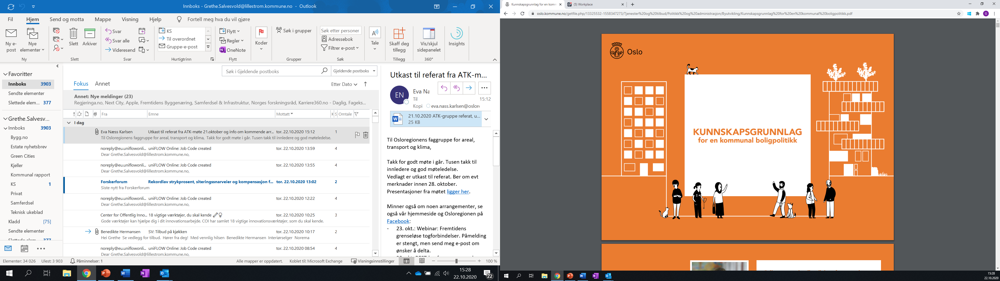 Innboks - Grethe.Salvesvold@lillestrom.kommune.no - Outlook
Fil Hjem Send og motta Mappe Visning Hjelp Fortell meg hva du vil gjøre
Ny e-post
Nye elementer
Ny
Slett
Arkiver
Slett
Svar
Svar alle
Videresend
Svar
KS
Til overordnet
Gruppe-e-post
Hurtigtrinn
Flytt
Regler
OneNote
Flytt
Koder
Søk i grupper
Grupper
Søk etter personer
Adressebok
Filtrer e-post
Søk
Tale
Skaff deg
tillegg
Tillegg
Vis/skjul
sidepanelet
360°
Insights
Favoritter
Innboks 3903
Sendte elementer
Slettede elem... 377
Grethe.Salvesv...
Innboks 3903
Bygg.no
Estate nyhetsbrev
Green Cities
Kjeller
Kommunal rapport
KS 1
Privat
Samferdsel
Teknisk ukeblad
Kladd [75]
Sendte elementer
Slettede elem... 377
Søk i Gjeldende postboks Gjeldende postboks
Fokus Annet Etter Dato
Annet: Nye meldinger (23)
Regjeringa.no, Next City, Apple, Fremtidens Byggenæring, Samferdsel & Infrastruktur, Norges forskningsråd, Karriere360.no - Daglig, Fageks...
Fra Emne Mottatt K S Omtale
I dag
Eva Næss Karlsen Utkast til referat fra ATK-møte 21.oktober og info om kommende arr... tor. 22.10.2020 15:12 1
Til Osloregionens faggruppe for areal, transport og klima, Takk for godt møte i går. Tusen takk til innledere og god møteledelse.
noreply@eu.uniflowonli... uniFLOW Online: Job Code created tor. 22.10.2020 13:59 4
Dear Grethe.Salvesvold@lillestrom.kommune.no,
noreply@eu.uniflowonli... uniFLOW Online: Job Code created tor. 22.10.2020 13:55 4
Dear Grethe.Salvesvold@lillestrom.kommune.no,
Forskerforum Rekordlav strykprosent, siteringssnarveier og kompensasjon f... tor. 22.10.2020 13:02 2
Siste nytt fra Forskerforum
noreply@eu.uniflowonli... uniFLOW Online: Job Code created tor. 22.10.2020 12:22 4
Dear Grethe.Salvesvold@lillestrom.kommune.no,
Center for Offentlig Inno... 18 vigtige værktøjer, du skal kende tor. 22.10.2020 10:25 3
Gode værktøjer kan hjælpe dig i dit innovationsarbejde. COI har samlet 18 vigtige innovationsværktøjer, som du skal kende.
Benedikte Hermansen SV: Tilbud på kjøkken tor. 22.10.2020 10:17 2
Hei Grethe Se vedlegg for tilbud. Hører fra deg! Med vennlig hilsen Benedikte Hermansen Interiørselger Norema
noreply@eu.uniflowonli... uniFLOW Online: Job Code created tor. 22.10.2020 08:54 4
Dear Grethe.Salvesvold@lillestrom.kommune.no,
Utkast til referat fra ATK-m...
EN
Eva Na
Til 15:12
Kopi eva.nass.karlsen@oslor
21.10.2020 ATK-gruppe referat, u...
25 KB
Til Osloregionens faggruppe for areal,
transport og klima,
Takk for godt møte i går. Tusen takk til
innledere og god møteledelse.
Vedlagt er utkast til referat. Ber om evt
merknader innen 28. oktober.
Presentasjoner fra møtet ligger her.
Minner også om noen arrangementer, se
også vår hjemmeside og Osloregionen på
Facebook:
- 23. okt.: Webinar: Fremtidens
grenseløse togforbindelser. Påmelding
er stengt, men send meg e-post om
ønsker å delta.
Elementer: 34 026 Ulest: 3 903 Påminnelser: 1 Alle mapper er oppdatert. Koblet til: Microsoft Exchange Visningsinnstillinger 100 %
15:28
22.10.2020
22
Kunnskapsgrunnlag for en komm (5) Workplace
oslo.kommune.no/getfile.php/13325532-1558347273/Tjenester%20og%20tilbud/Politikk%20og%20administrasjon/Byutvikling/Kunnskapsgrunnlag%20for%20en%20kommunal%20boligpolitikk.pdf
G
Oslo
KUNNSKAPSGRUNNLAG
for en kommunal boligpolitikk
15:28
22.10.2020